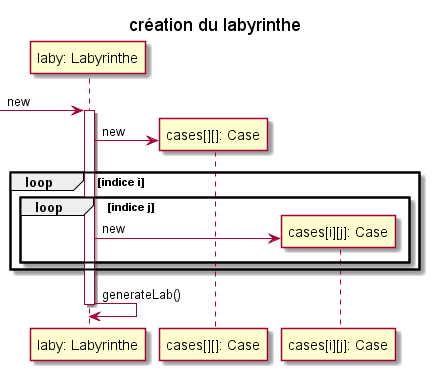 création du labyrinthe
laby: Labyrinthe
new
new
cases[][]: Case
loop [indice i]
loop [indice j]
new
cases[i][j]: Case
generateLab()
laby: Labyrinthe cases[][]: Case cases[i][j]: Case